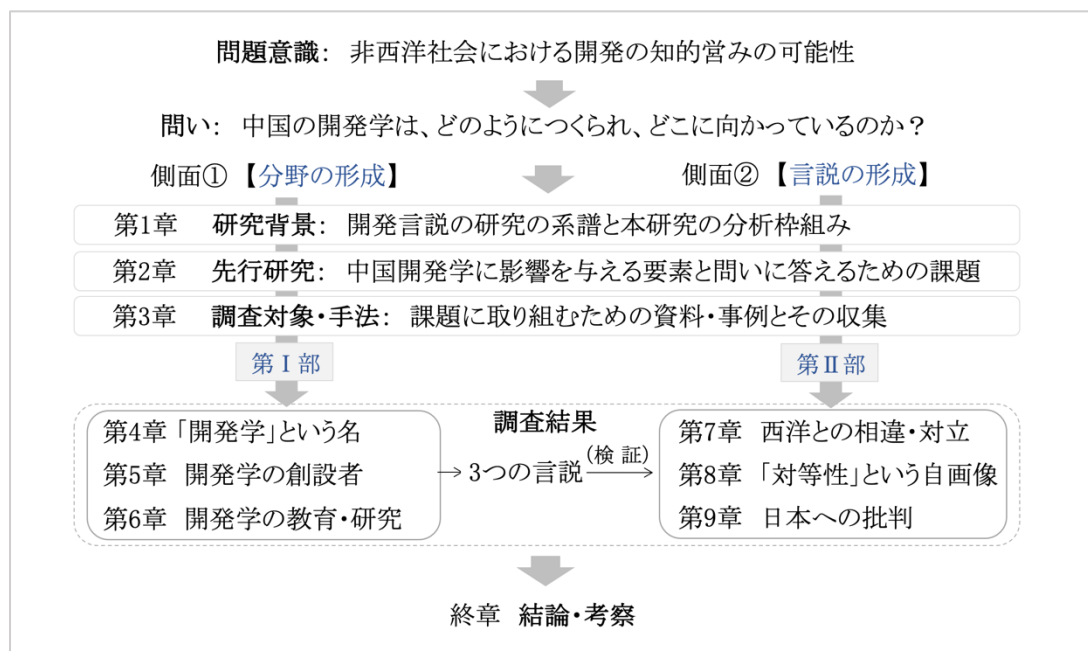 問題意識： 非西洋社会における開発の知的営みの可能性
問い： 中国の開発学は、どのようにつくられ、どこに向かっているのか？
側面① 【分野の形成】
側面② 【言説の形成】
第1章 研究背景： 開発言説の研究の系譜と本研究の分析枠組み
第2章 先行研究： 中国開発学に影響を与える要素と問いに答えるための課題
第3章 調査対象・手法： 課題に取り組むための資料・事例とその収集
第Ⅰ部
第Ⅱ部
調査結果
第4章 「開発学」という名
第5章 開発学の創設者
第6章 開発学の教育・研究
→ 3つの言説 (検 証) →
第7章 西洋との相違・対立
第8章 「対等性」という自画像
第9章 日本への批判
終章 結論・考察